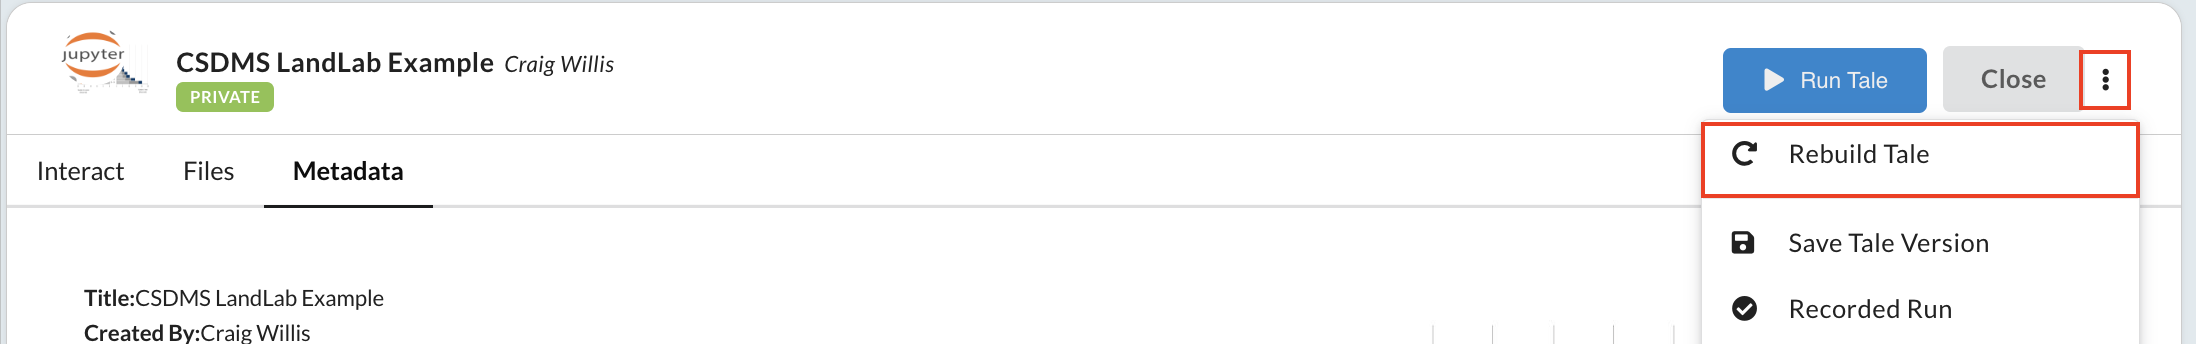 jupyter
CSDMS LandLab Example Craig Willis
PRIVATE
Run Tale
Close
Rebuild Tale
Interact Files Metadata
Save Tale Version
Title:CSDMS LandLab Example
Recorded Run
Created By:Craig Willis